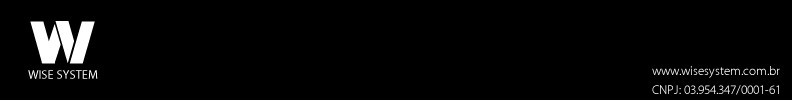 WISE SYSTEM
www.wisesystem.com.br
CNPJ: 03.954.347/0001-61